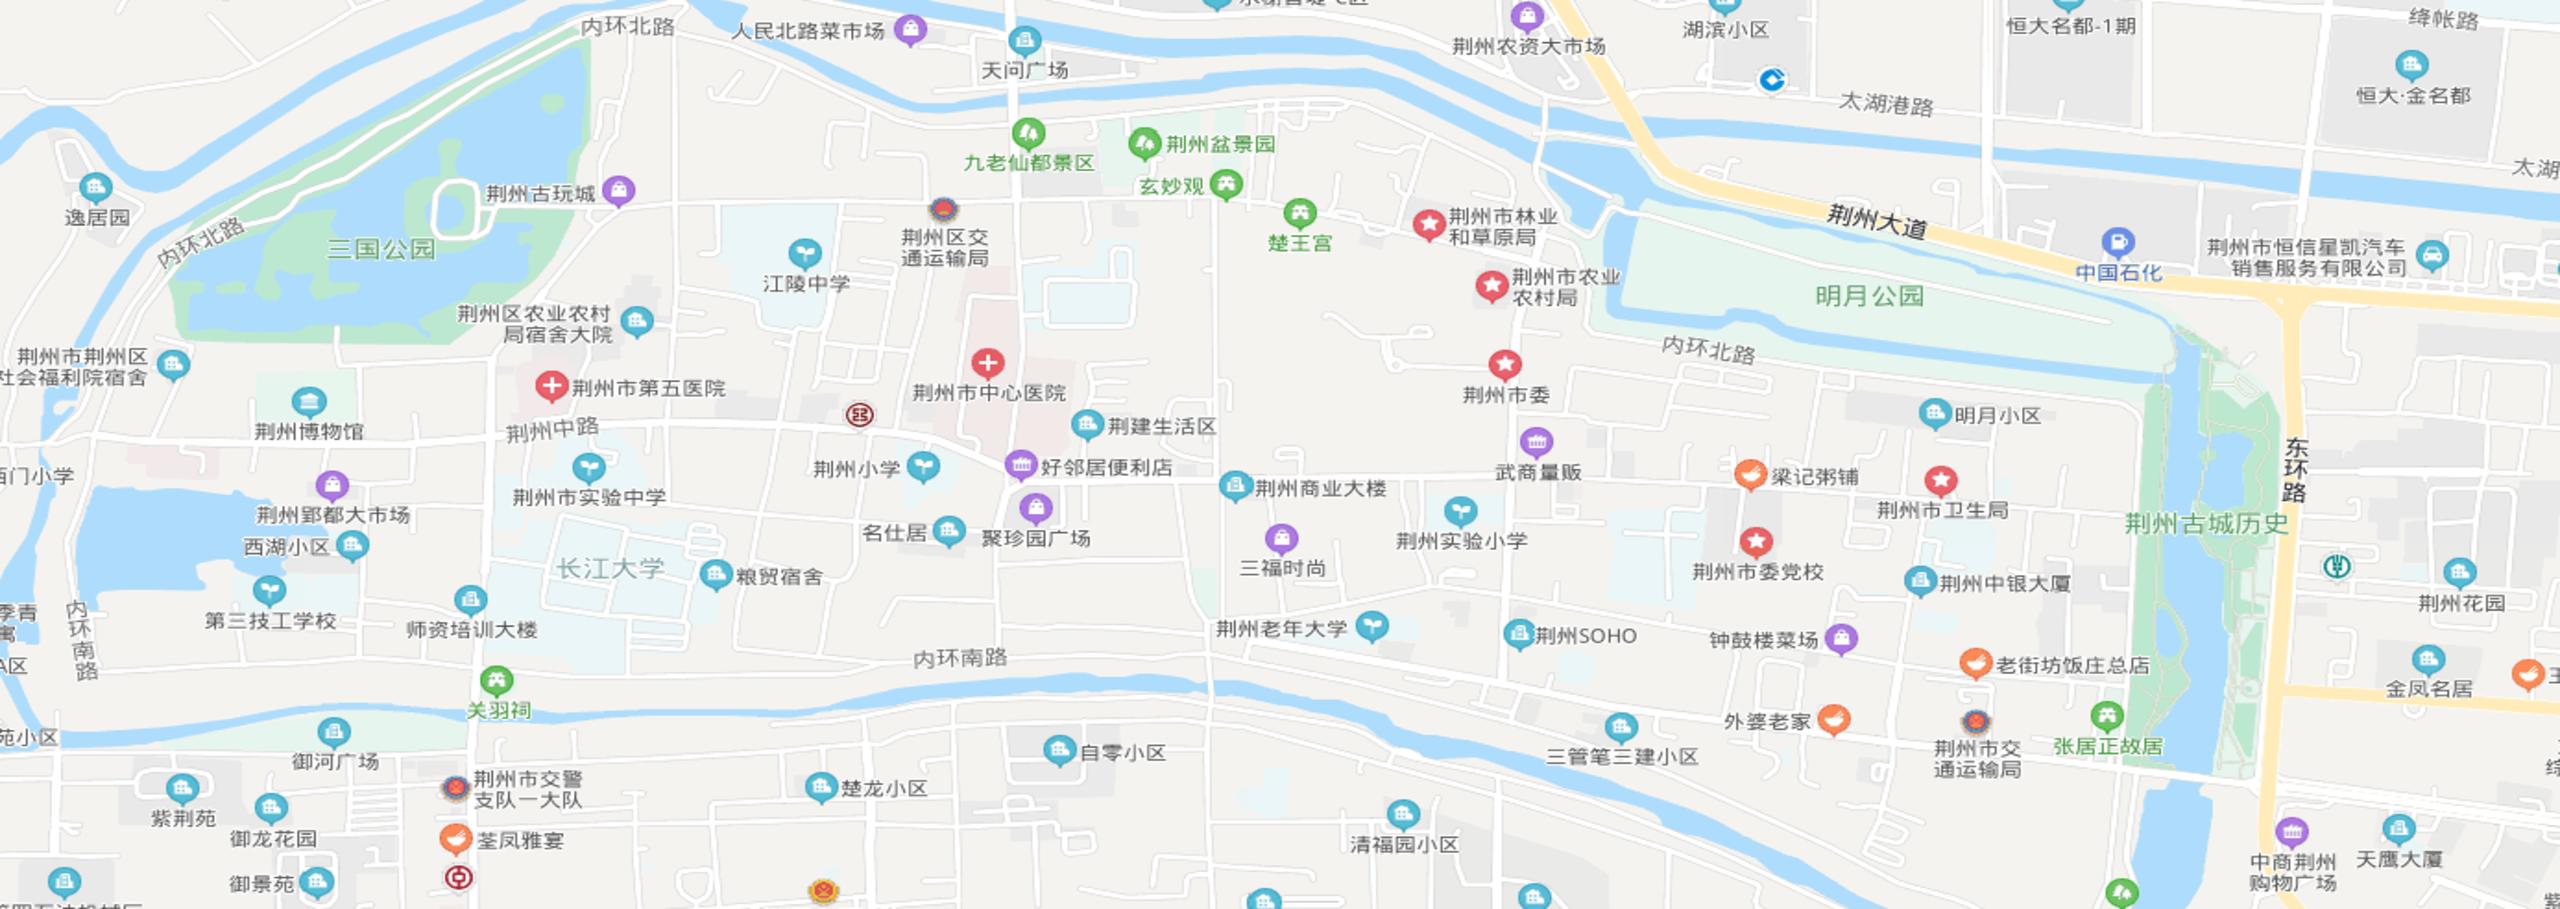 内环北路
人民北路菜市场
天问广场
荆州农资大市场
湖滨小区
恒大名都-1期
绛帐路
恒大·金名都
太湖港路
九老仙都景区
荆州盆景园
玄妙观
楚王宫
荆州市林业
和草原局
荆州大道
逸居园
内环北路
荆州古玩城
三国公园
荆州区交
通运输局
江陵中学
荆州市农业
农村局
明月公园
中国石化
荆州市恒信星凯汽车
销售服务有限公司
荆州区农业农村
局宿舍大院
荆州市荆州区
社会福利院宿舍
荆州市第五医院
荆州市中心医院
荆州市委
内环北路
荆州博物馆
荆州中路
荆建生活区
明月小区
东环路
荆州小学
好邻居便利店
武商量贩
梁记粥铺
荆州市实验中学
荆州商业大楼
荆州市卫生局
荆州郢都大市场
西湖小区
名仕居
聚珍园广场
三福时尚
荆州实验小学
荆州古城历史
长江大学
粮贸宿舍
荆州市委党校
荆州中银大厦
荆州花园
第三技工学校
师资培训大楼
内环南路
荆州老年大学
荆州SOHO
钟鼓楼菜场
老街坊饭庄总店
内环南路
金凤名居
关羽祠
外婆老家
三管笔三建小区
荆州市交
通运输局
张居正故居
苑小区
御河广场
自零小区
荆州市交警
支队一大队
楚龙小区
紫荆苑
御龙花园
荃凤雅宴
清福园小区
中商荆州
购物广场
天鹰大厦
御景苑